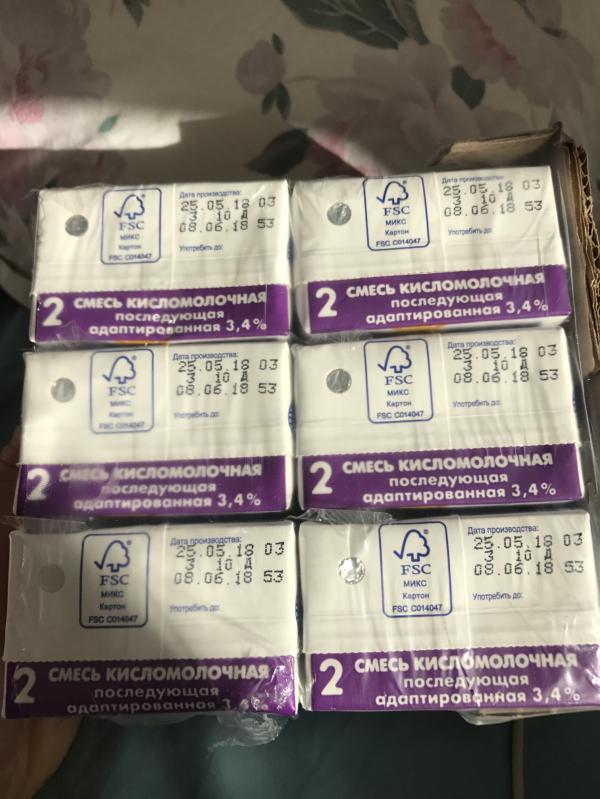 Дата производства:
25.05.18 03
3 10 Д
08.06.18 53
FSC
МИКС
Картон
FSC C014047
Употребить до:
2 СМЕСЬ КИСЛОМОЛОЧНАЯ
последующая
адаптированная 3,4%
Дата производства:
25.05.18 03
3 10 Д
08.06.18 53
FSC
МИКС
Картон
FSC C014047
Употребить до:
2 СМЕСЬ КИСЛОМОЛОЧНАЯ
последующая
адаптированная 3,4%
Дата производства:
25.05.18 03
3 10 Д
08.06.18 53
FSC
МИКС
Картон
FSC C014047
Употребить до:
2 СМЕСЬ КИСЛОМОЛОЧНАЯ
последующая
адаптированная 3,4%
Дата производства:
25.05.18 03
3 10 Д
08.06.18 53
FSC
МИКС
Картон
FSC C014047
Употребить до:
2 СМЕСЬ КИСЛОМОЛОЧНАЯ
последующая
адаптированная 3,4%
Дата производства:
25.05.18 03
3 10 Д
08.06.18 53
FSC
МИКС
Картон
FSC C014047
Употребить до:
2 СМЕСЬ КИСЛОМОЛОЧНАЯ
последующая
адаптированная
Дата производства:
25.05.18 03
3 10 Д
08.06.18 53
FSC
МИКС
Картон
FSC C014047
Употребить до:
2 СМЕСЬ КИСЛОМОЛОЧНАЯ
последующая
адаптированная 3,4%